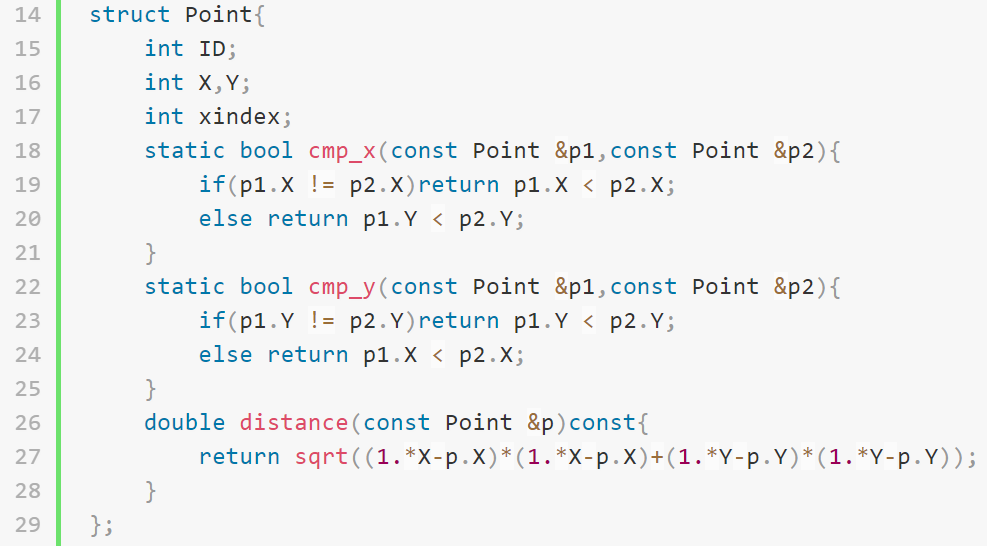 14 struct Point{
15     int ID;
16     int X,Y;
17     int xindex;
18     static bool cmp_x(const Point &p1,const Point &p2){
19         if(p1.X != p2.X)return p1.X < p2.X;
20         else return p1.Y < p2.Y;
21     }
22     static bool cmp_y(const Point &p1,const Point &p2){
23         if(p1.Y != p2.Y)return p1.Y < p2.Y;
24         else return p1.X < p2.X;
25     }
26     double distance(const Point &p)const{
27         return sqrt((1.*X-p.X)*(1.*X-p.X)+(1.*Y-p.Y)*(1.*Y-p.Y));
28     }
29 };